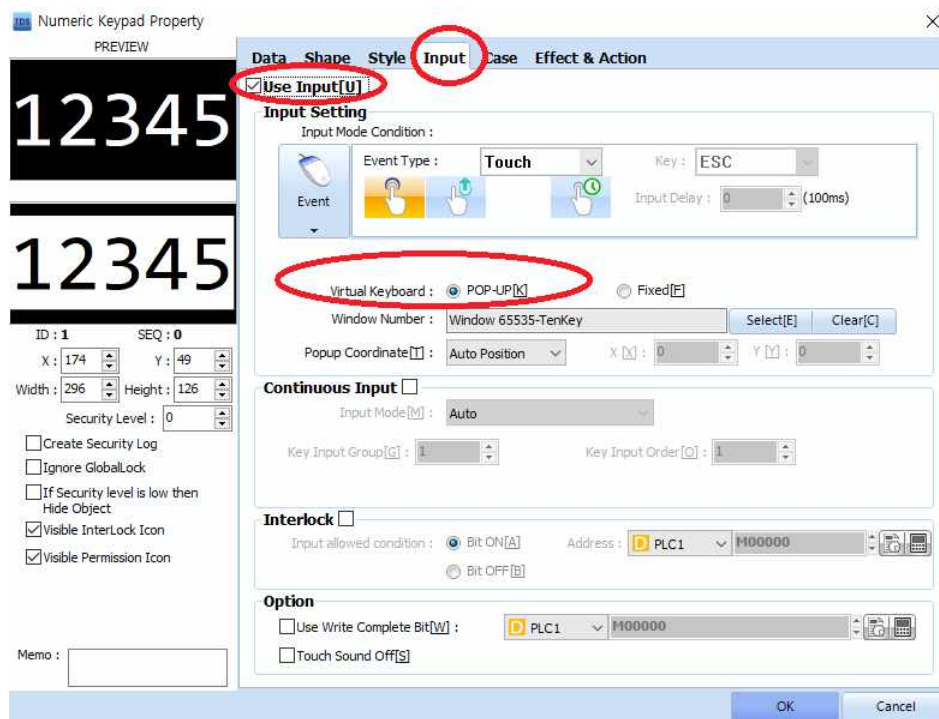 IDS Numeric Keypad Property
PREVIEW
12345
12345
ID : 1 SEQ : 0
X : 174 Y : 49
Width : 296 Height : 126
Security Level : 0
Create Security Log
Ignore GlobalLock
If Security level is low then
Hide Object
Visible InterLock Icon
Visible Permission Icon
Memo :
Data Shape Style Input Case Effect & Action
Use Input[U]
Input Setting
Input Mode Condition :
Event
Event Type : Touch Key : ESC
Input Delay : 0 (100ms)
Virtual Keyboard : POP-UP[K] Fixed[F]
Window Number : Window 65535-TenKey Select[E] Clear[C]
Popup Coordinate[T] : Auto Position X [X] : 0 Y [Y] : 0
Continuous Input
Input Mode[M] : Auto
Key Input Group[G] : 1 Key Input Order[O] : 1
Interlock
Input allowed condition : Bit ON[A] Address : D PLC1 M00000
Bit OFF[B]
Option
Use Write Complete Bit[W] : D PLC1 M00000
Touch Sound Off[S]
OK Cancel